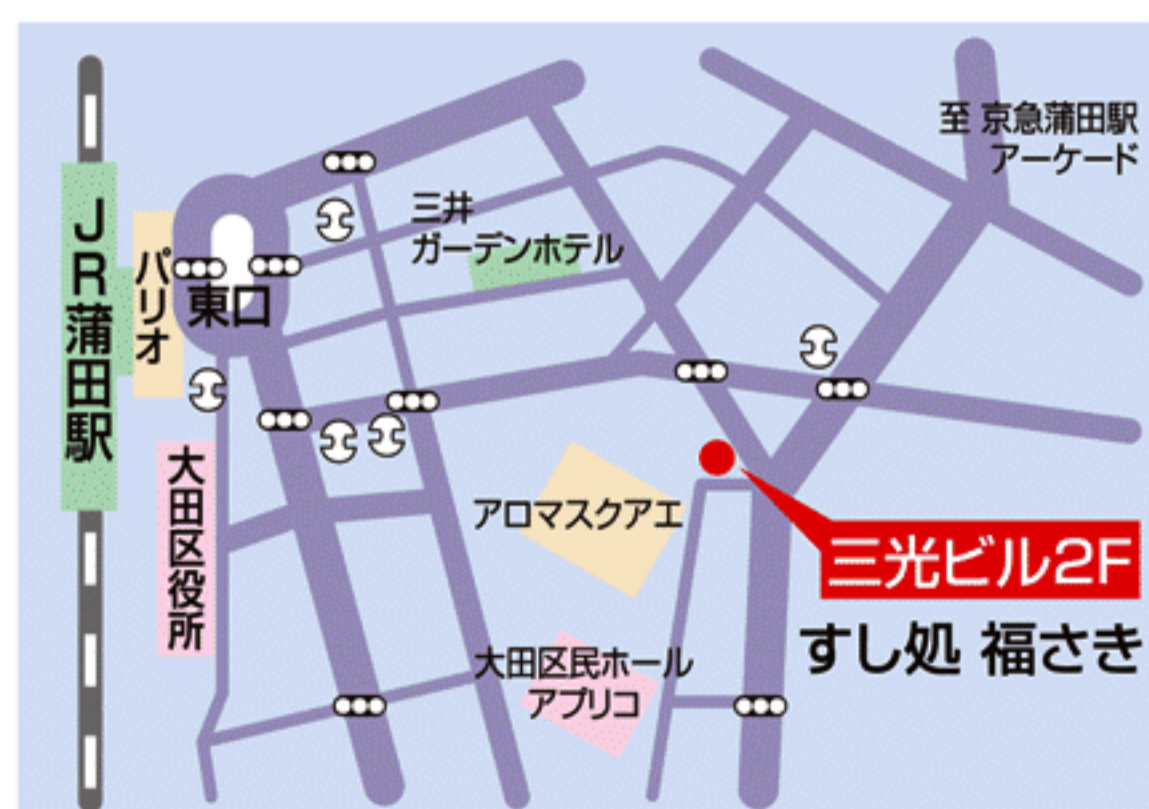 至 京急蒲田駅
アーケード
三井
ガーデンホテル
JR蒲田駅
パリオ
東口
大田区役所
アロマスクアエ
三光ビル2F
すし処 福さき
大田区民ホール
アプリコ